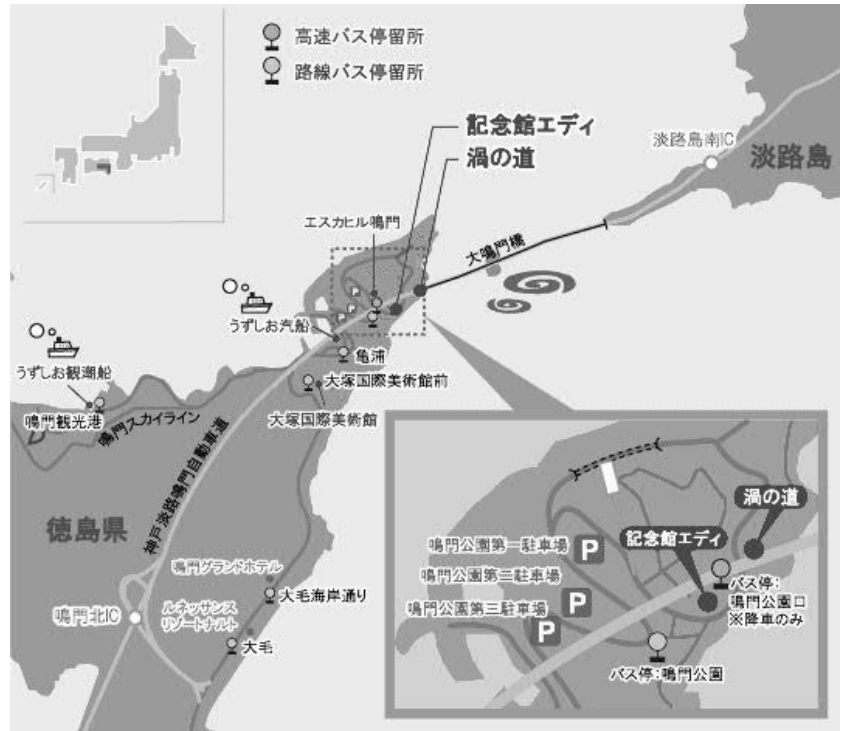 高速バス停留所
路線バス停留所
記念館エディ
渦の道
淡路島南IC
淡路島
エスカヒル鳴門
大鳴門橋
うずしお汽船
亀浦
うずしお観潮船
大塚国際美術館前
鳴門観光港
鳴門スカイライン
大塚国際美術館
神戸淡路鳴門自動車道
徳島県
鳴門グランドホテル
大毛海岸通り
鳴門北IC
ルネッサンス
リゾートナルト
大毛
渦の道
記念館エディ
鳴門公園第一駐車場
P
鳴門公園第二駐車場
P
鳴門公園第三駐車場
P
バス停:
鳴門公園口
※降車のみ
バス停:鳴門公園